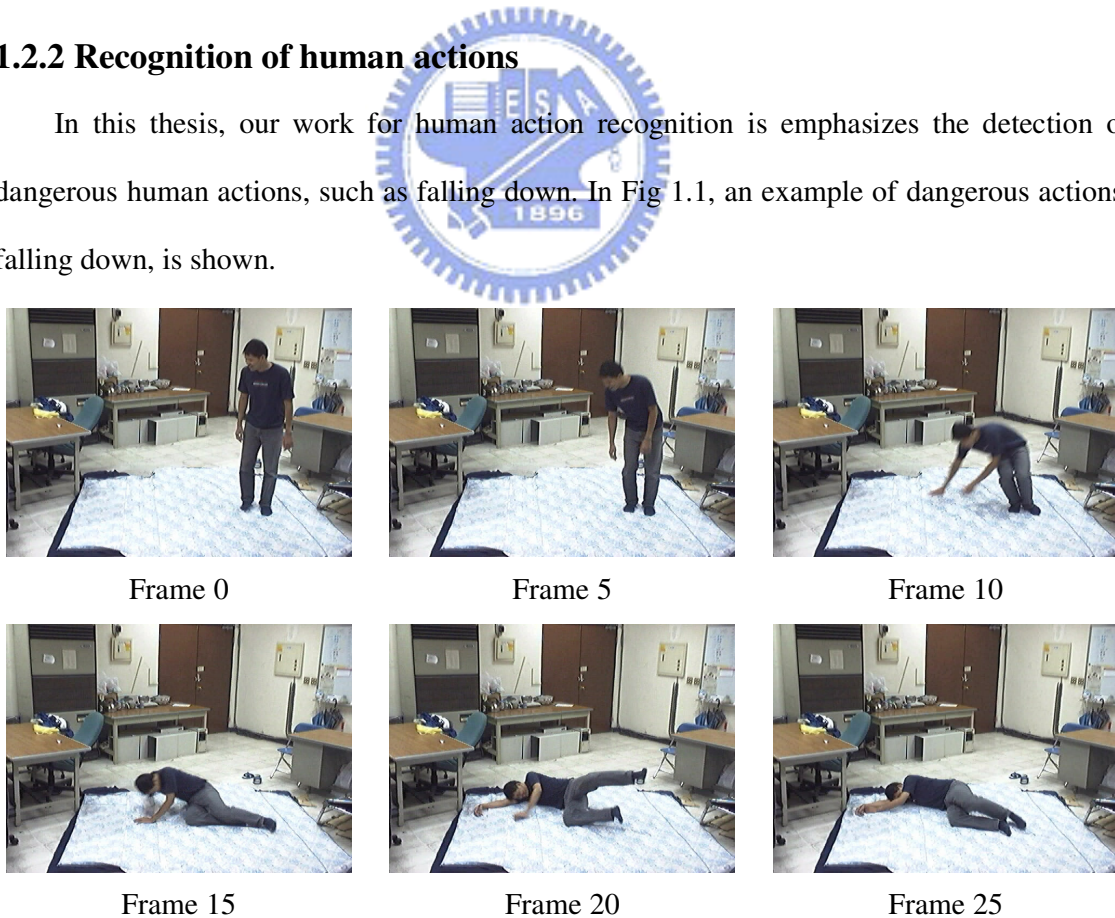 1.2.2 Recognition of human actions
In this thesis, our work for human action recognition is emphasizes the detection o
dangerous human actions, such as falling down. In Fig 1.1, an example of dangerous actions
falling down, is shown.
E S A
1896
Frame 0 Frame 5 Frame 10
Frame 15 Frame 20 Frame 25